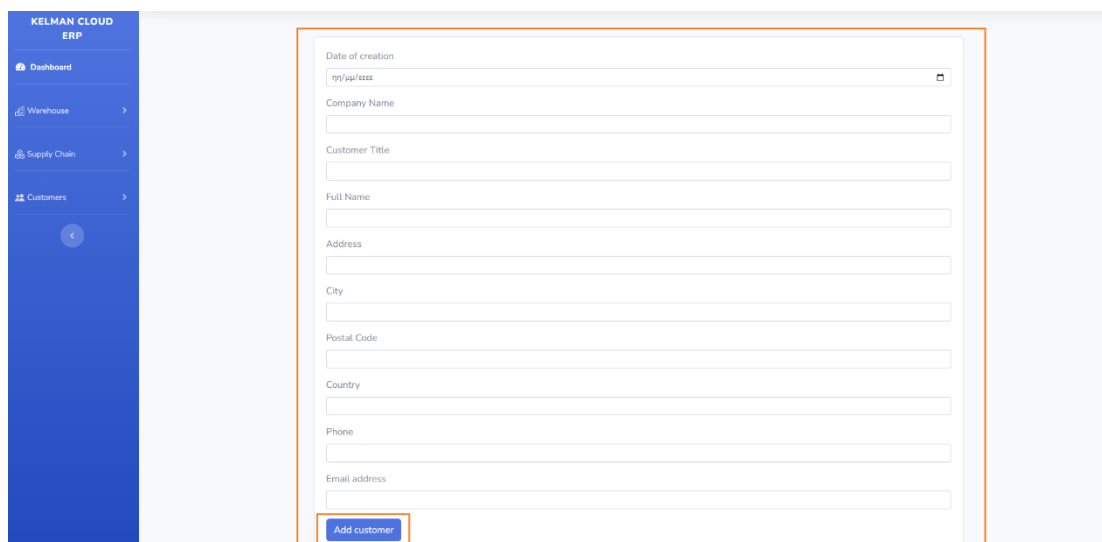 KELMAN CLOUD
ERP
Dashboard
Warehouse
Supply Chain
Customers
Date of creation
ηη/μμ/εεεε
Company Name
Customer Title
Full Name
Address
City
Postal Code
Country
Phone
Email address
Add customer